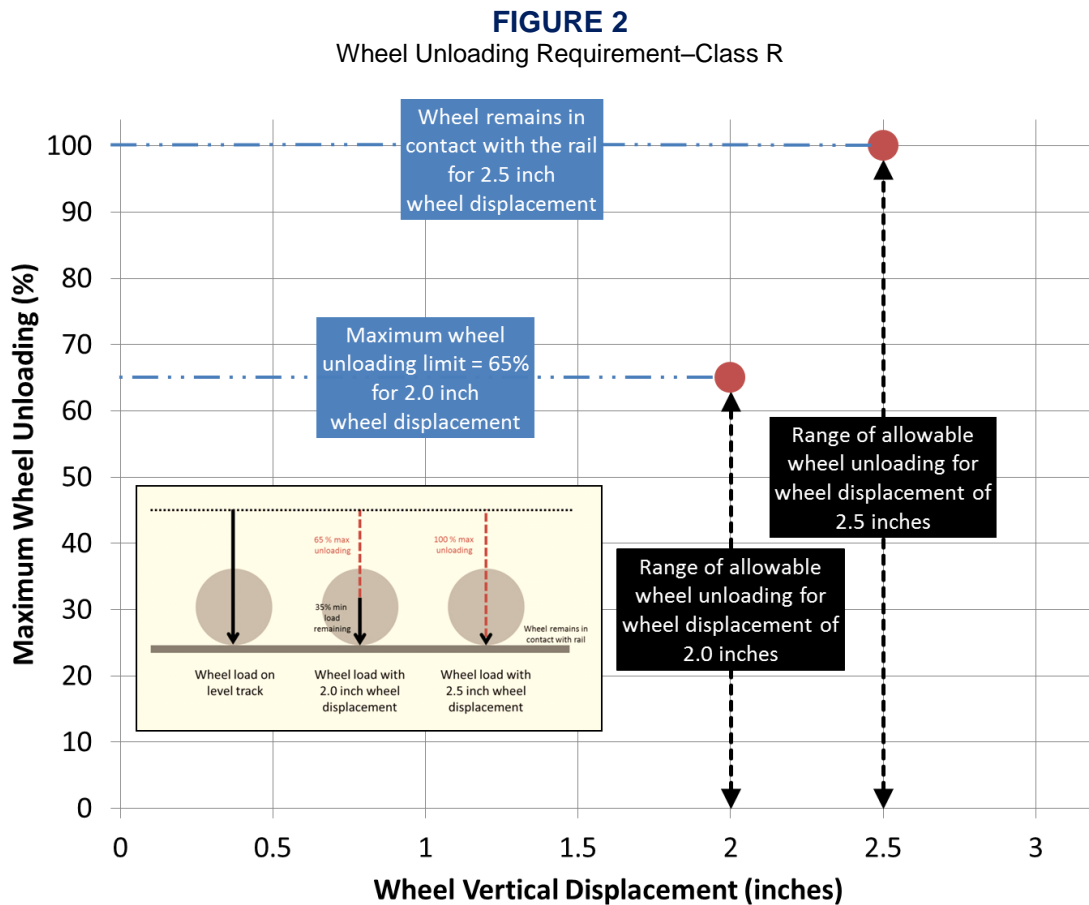 FIGURE 2
Wheel Unloading Requirement–Class R
Maximum Wheel Unloading (%)
100
90
80
70
60
50
40
30
20
10
0
Wheel remains in
contact with the rail
for 2.5 inch
wheel displacement
Maximum wheel
unloading limit = 65%
for 2.0 inch
wheel displacement
Range of allowable
wheel unloading for
wheel displacement of
2.5 inches
Range of allowable
wheel unloading for
wheel displacement of
2.0 inches
65 % max
unloading
100 % max
unloading
35% min
load
remaining
Wheel remains in
contact with rail
Wheel load on
level track
Wheel load with
2.0 inch wheel
displacement
Wheel load with
2.5 inch wheel
displacement
0 0.5 1 1.5 2 2.5 3
Wheel Vertical Displacement (inches)